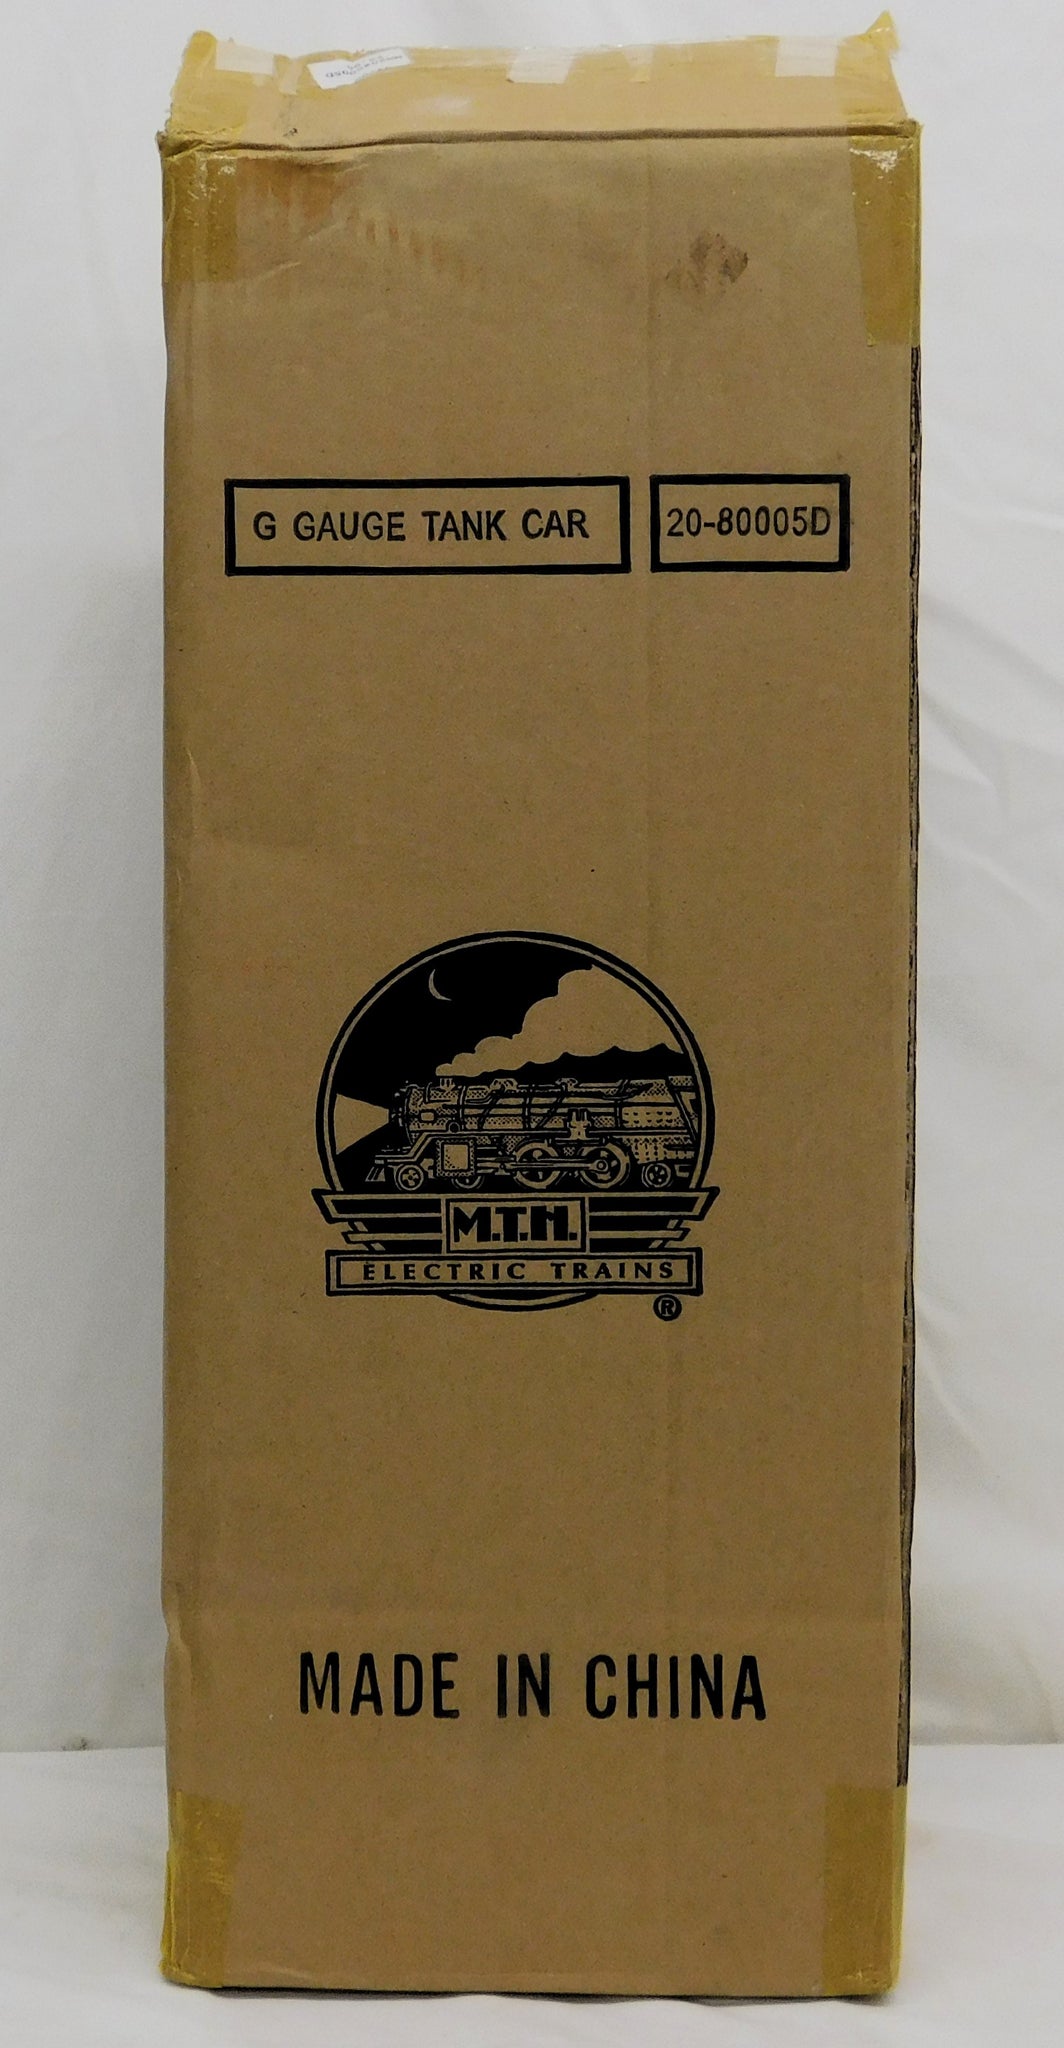 G GAUGE TANK CAR
20-80005D
M.T.H.
ELECTRIC TRAINS
®
MADE IN CHINA